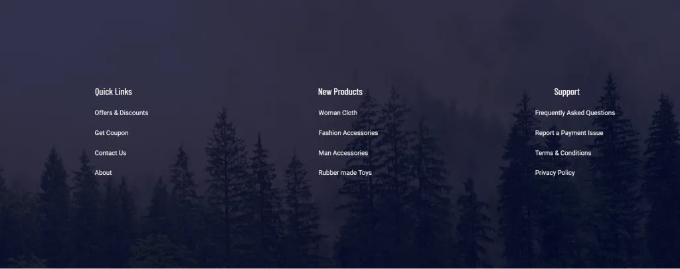 Quick Links
Offers & Discounts
Get Coupon
Contact Us
About
New Products
Woman Cloth
Fashion Accessories
Man Accessories
Rubber made Toys
Support
Frequently Asked Questions
Report a Payment Issue
Terms & Conditions
Privacy Policy